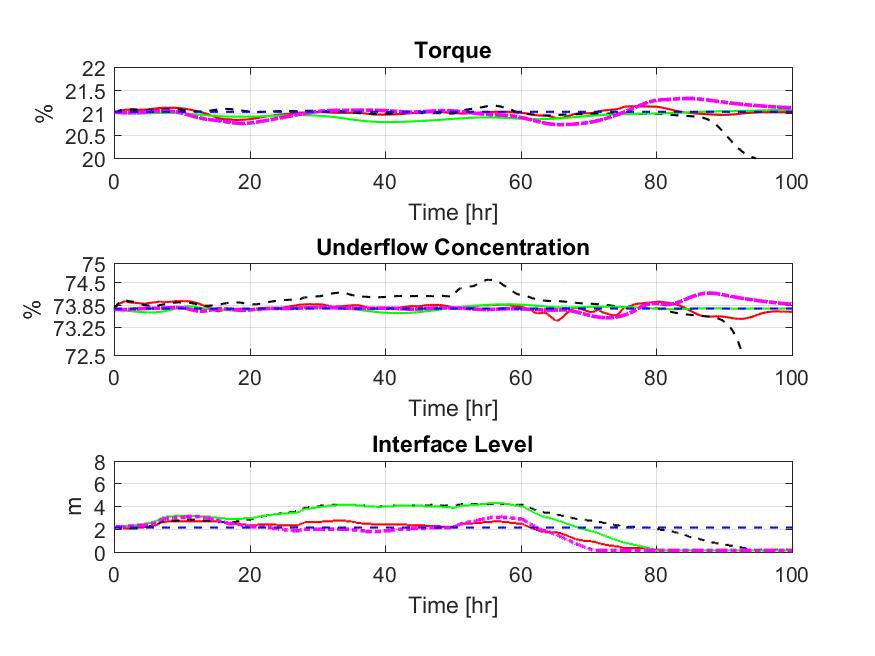 Torque
22
21.5
21
20.5
20
%
0 20 40 60 80 100
Time [hr]
Underflow Concentration
75
74.5
73.85
73.25
72.5
%
0 20 40 60 80 100
Time [hr]
Interface Level
8
6
4
2
0
m
0 20 40 60 80 100
Time [hr]